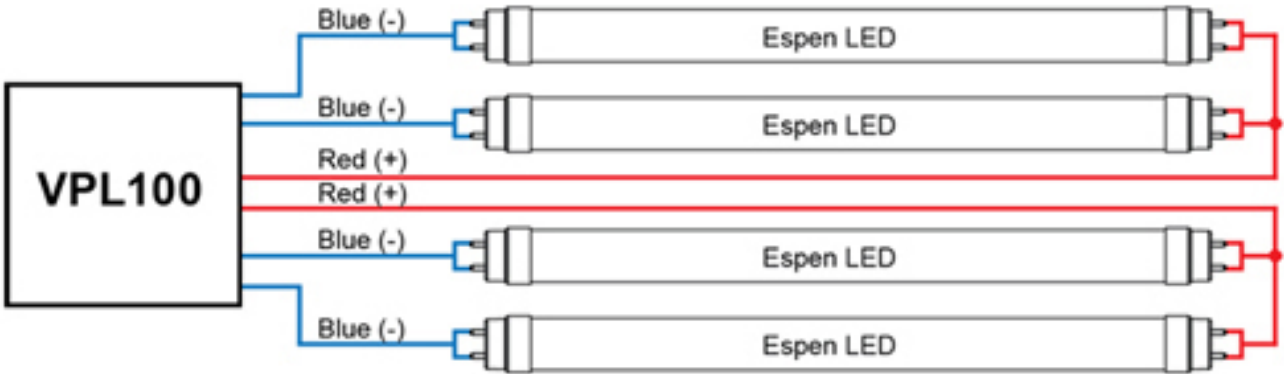 Blue (-)
Espen LED
Blue (-)
Espen LED
Red (+)
VPL100
Red (+)
Blue (-)
Espen LED
Blue (-)
Espen LED